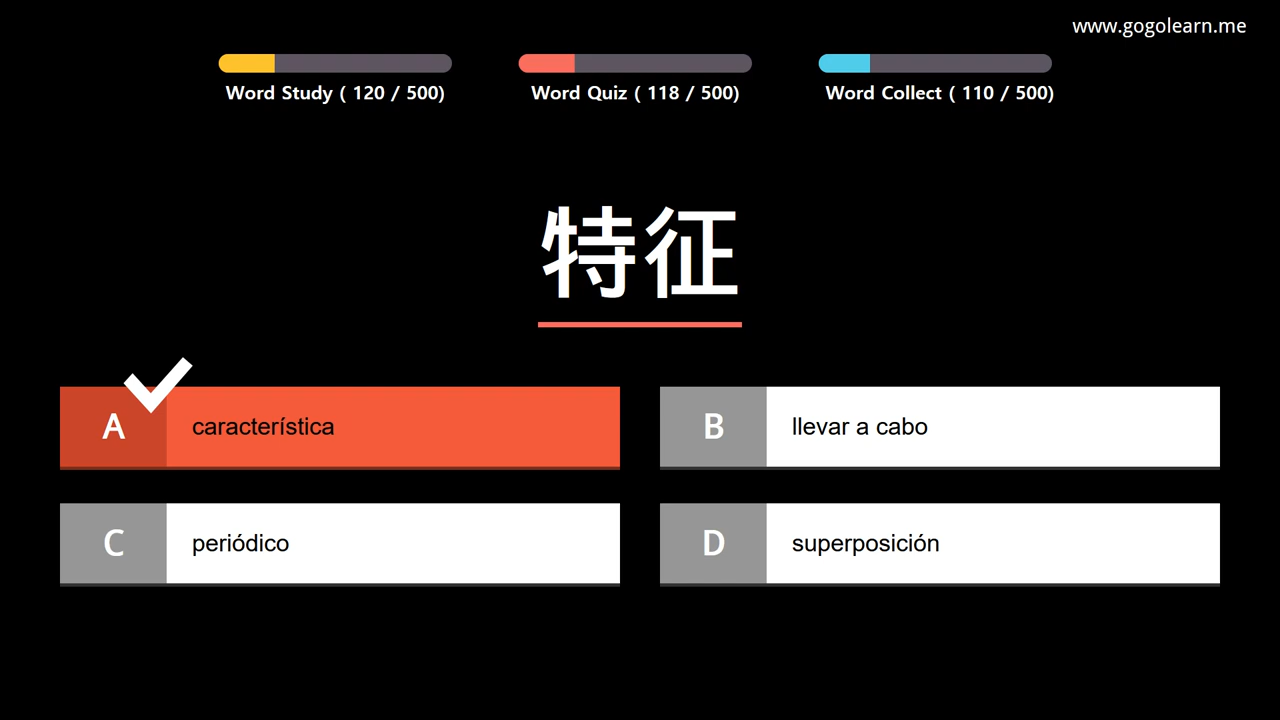 www.gogolearn.me
Word Study ( 120 / 500)
Word Quiz ( 118 / 500)
Word Collect ( 110 / 500)
特征
A
característica
B
llevar a cabo
C
periódico
D
superposición